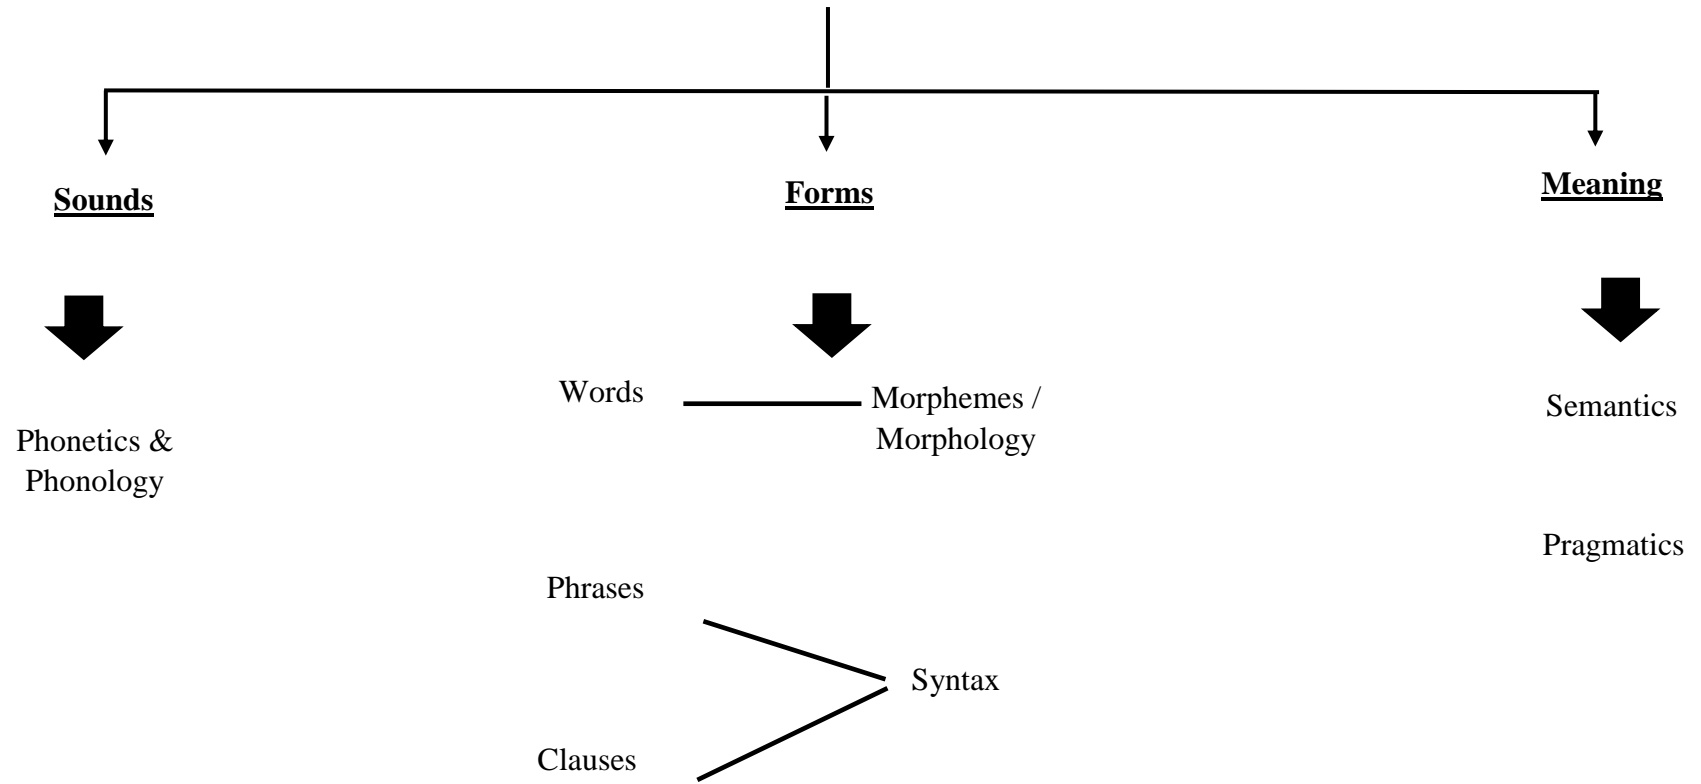 Sounds
Forms
Meaning
Phonetics &
Phonology
Words
Morphemes /
Morphology
Phrases
Syntax
Clauses
Semantics
Pragmatics